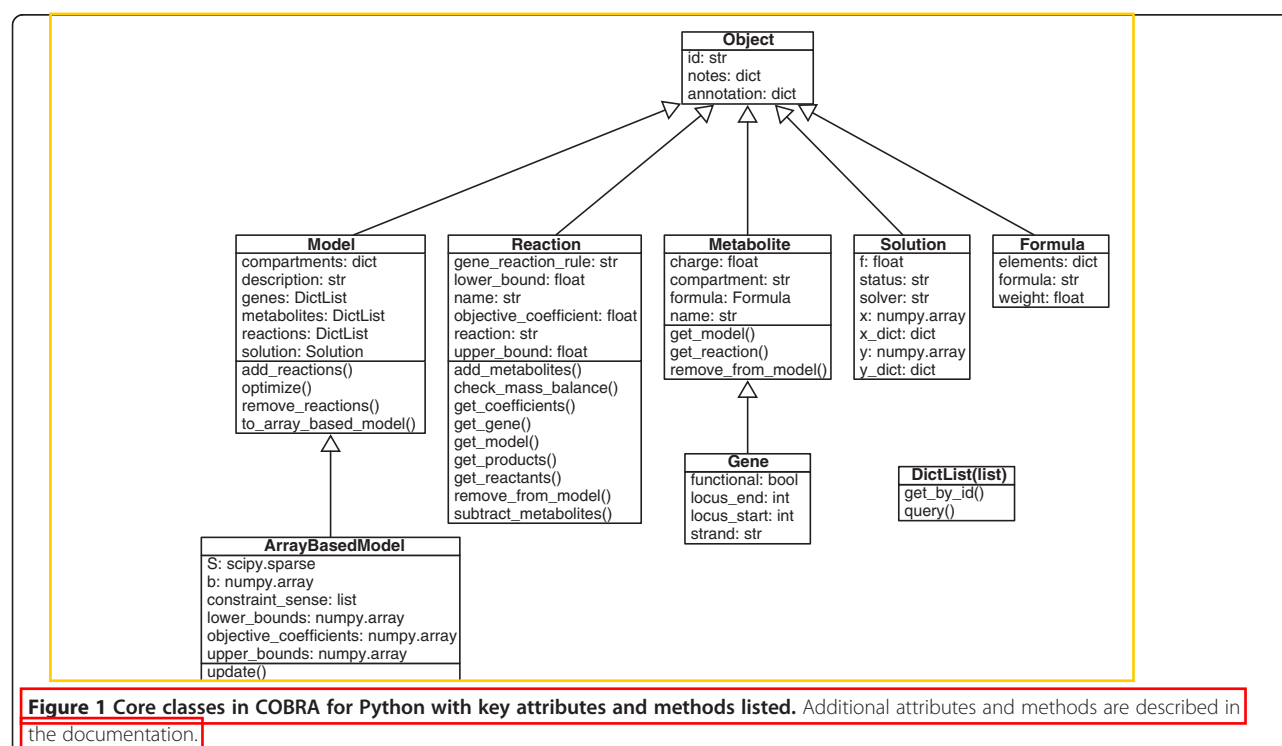 Object
id: str
notes: dict
annotation: dict
Model
compartments: dict
description: str
genes: DictList
metabolites: DictList
reactions: DictList
solution: Solution
add_reactions()
optimize()
remove_reactions()
to_array_based_model()
Reaction
gene_reaction_rule: str
lower_bound: float
name: str
objective_coefficient: float
reaction: str
upper_bound: float
add_metabolites()
check_mass_balance()
get_coefficients()
get_gene()
get_model()
get_products()
get_reactants()
remove_from_model()
subtract_metabolites()
Metabolite
charge: float
compartment: str
formula: Formula
name: str
get_model()
get_reaction()
remove_from_model()
Solution
f: float
status: str
solver: str
x: numpy.array
x_dict: dict
y: numpy.array
y_dict: dict
Formula
elements: dict
formula: str
weight: float
Gene
functional: bool
locus_end: int
locus_start: int
strand: str
DictList(list)
get_by_id()
query()
ArrayBasedModel
S: scipy.sparse
b: numpy.array
constraint_sense: list
lower_bounds: numpy.array
objective_coefficients: numpy.array
upper_bounds: numpy.array
update()
Figure 1 Core classes in COBRA for Python with key attributes and methods listed. Additional attributes and methods are described in
the documentation.